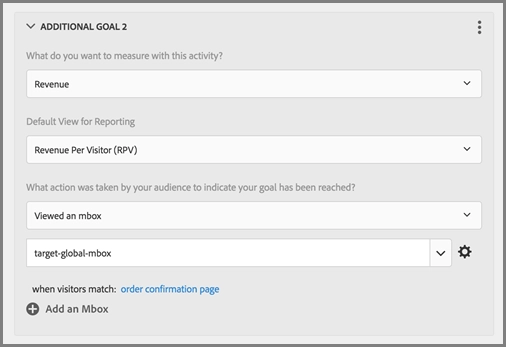 ADDITIONAL GOAL 2
What do you want to measure with this activity?
Revenue
Default View for Reporting
Revenue Per Visitor (RPV)
What action was taken by your audience to indicate your goal has been reached?
Viewed an mbox
target-global-mbox
when visitors match: order confirmation page
Add an Mbox